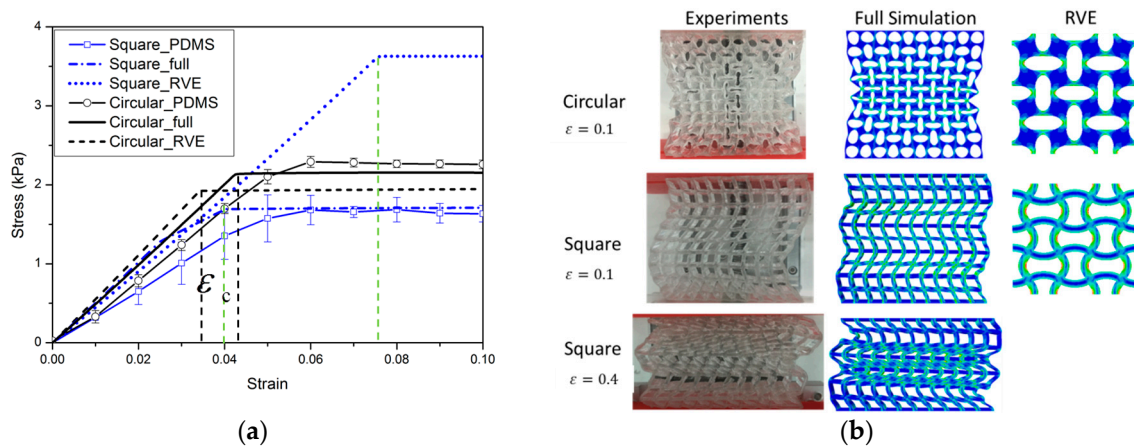 4
3
2
1
0
0.00 0.02 0.04 0.06 0.08 0.10
Stress (kPa)
Strain
Square_PDMS
Square_full
Square_RVE
Circular_PDMS
Circular_full
Circular_RVE
ε c
(a)
Experiments Full Simulation RVE
Circular
ε = 0.1
Square
ε = 0.1
Square
ε = 0.4
(b)